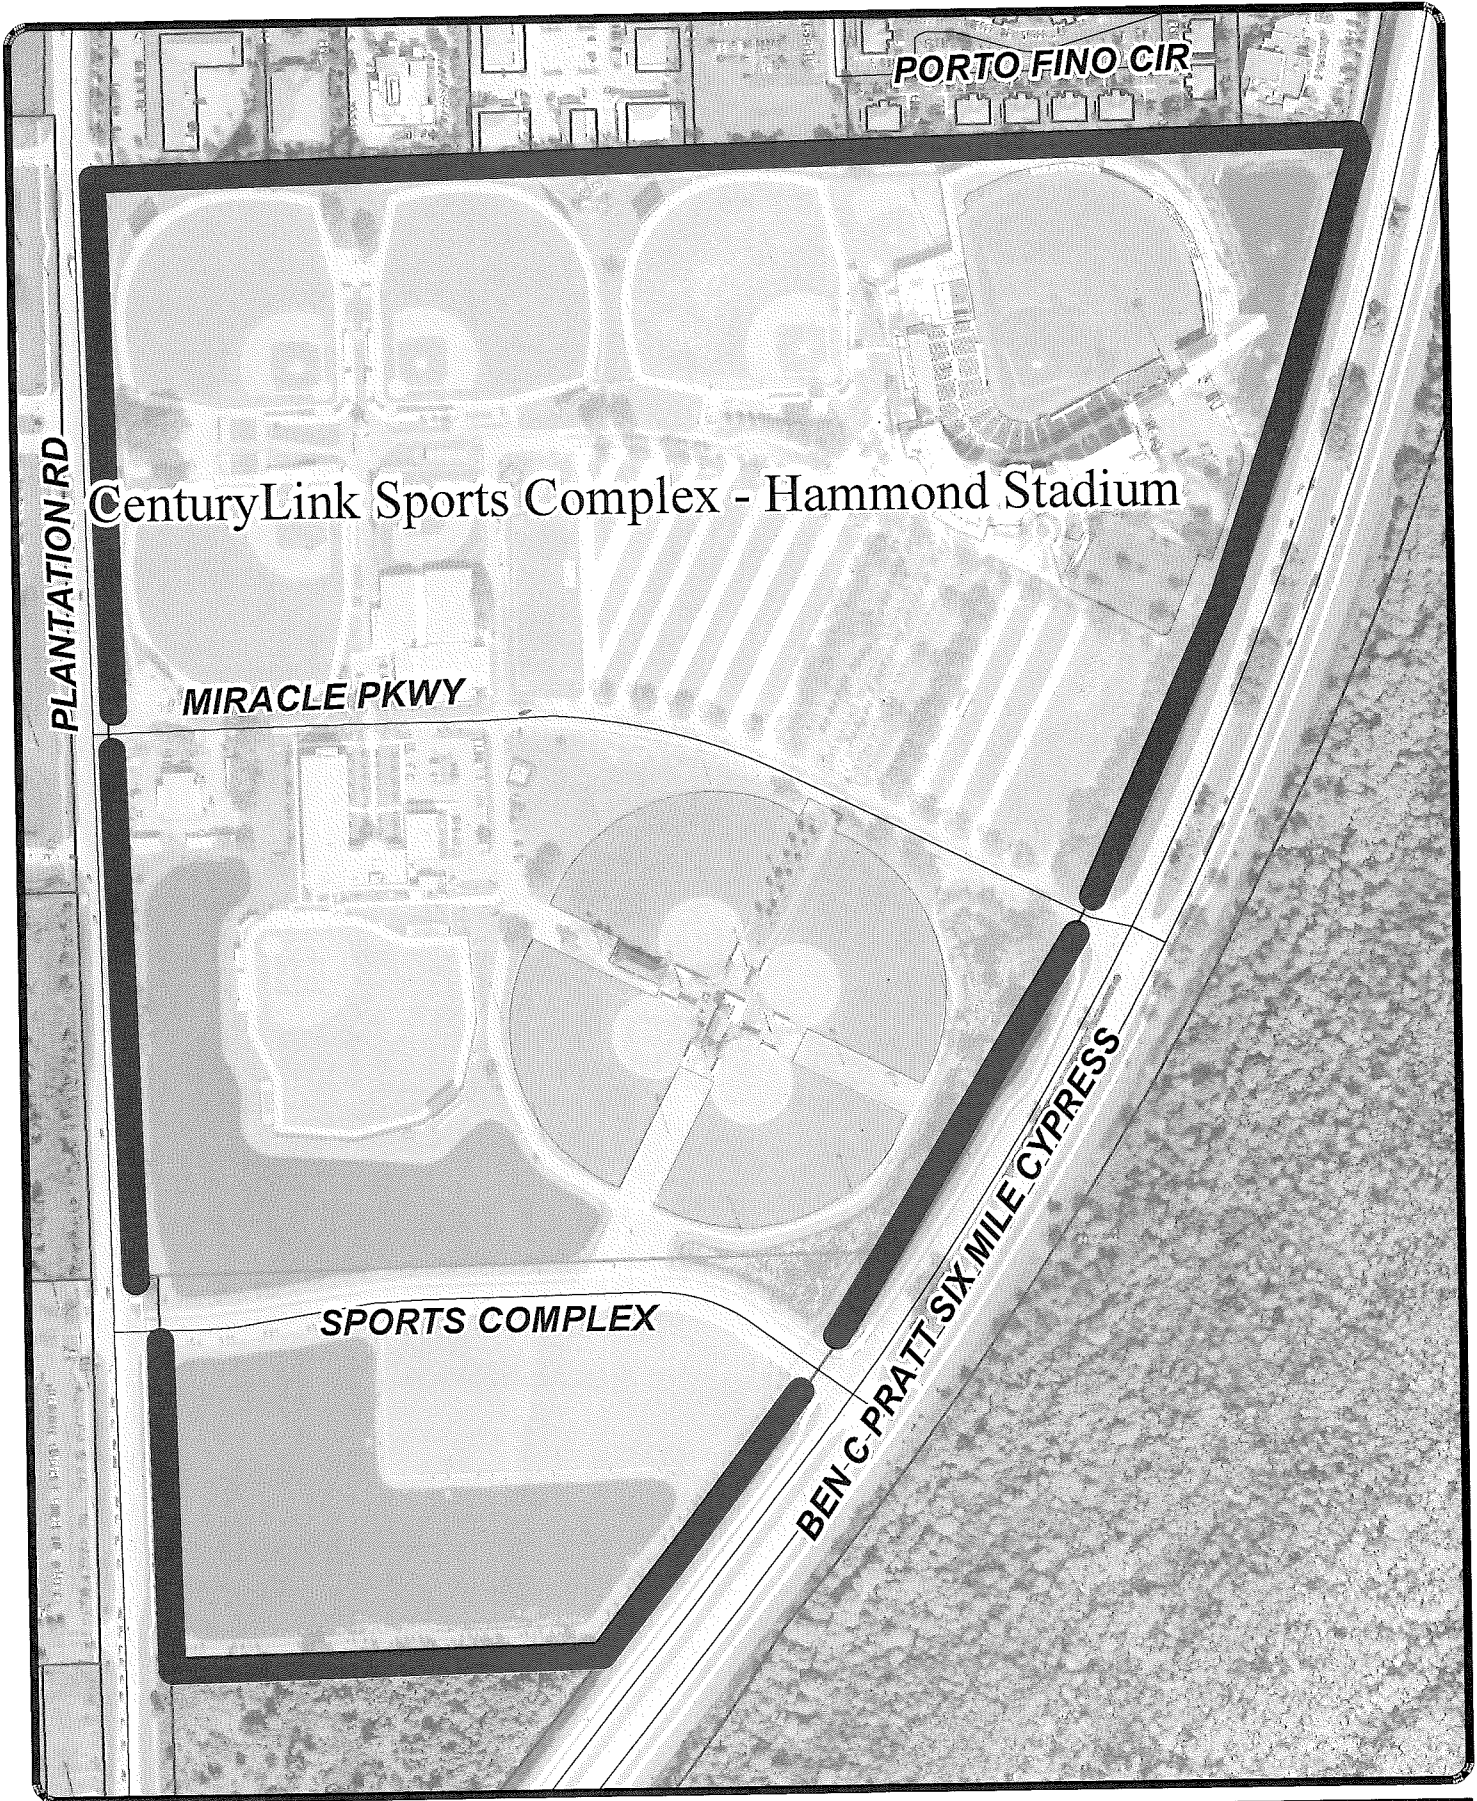 PORTO FINO CIR
PLANTATION RD
CenturyLink Sports Complex - Hammond Stadium
MIRACLE PKWY
SPORTS COMPLEX
BEN C PRATT SIX MILE CYPRESS